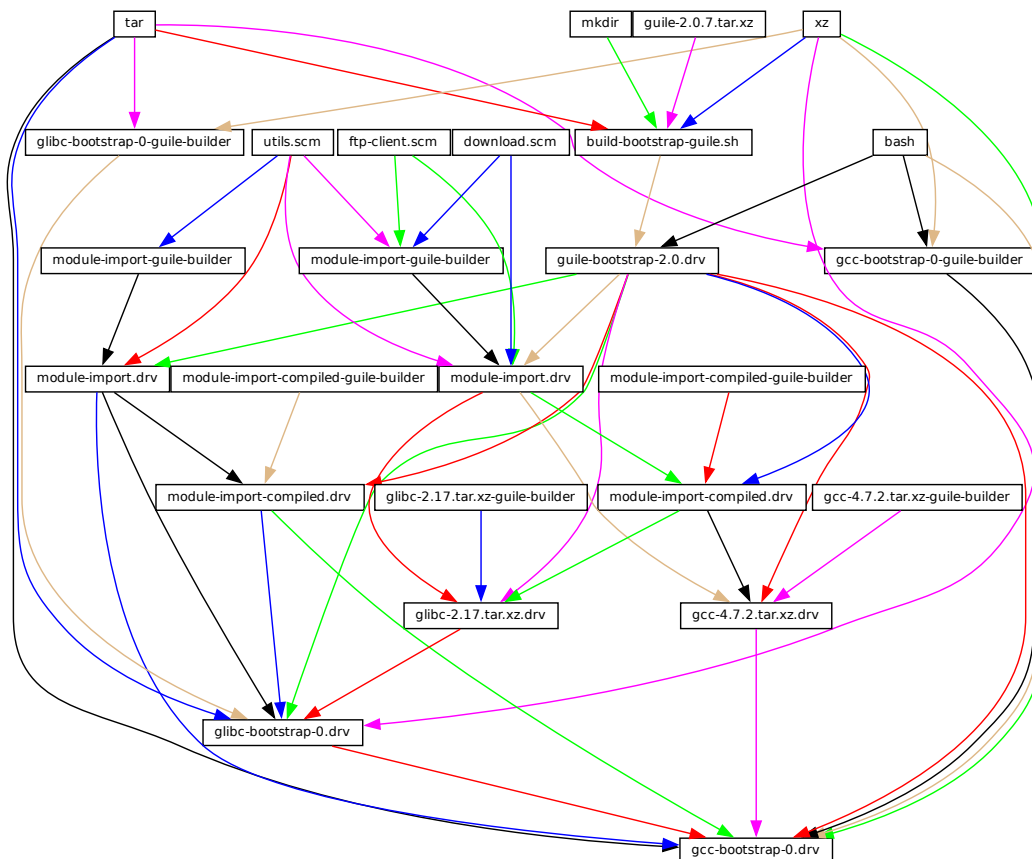 tar
mkdir
guile-2.0.7.tar.xz
xz
glibc-bootstrap-0-guile-builder
utils.scm
ftp-client.scm
download.scm
build-bootstrap-guile.sh
bash
module-import-guile-builder
module-import-guile-builder
guile-bootstrap-2.0.drv
gcc-bootstrap-0-guile-builder
module-import.drv
module-import-compiled-guile-builder
module-import.drv
module-import-compiled-guile-builder
module-import-compiled.drv
glibc-2.17.tar.xz-guile-builder
module-import-compiled.drv
gcc-4.7.2.tar.xz-guile-builder
glibc-2.17.tar.xz.drv
gcc-4.7.2.tar.xz.drv
glibc-bootstrap-0.drv
gcc-bootstrap-0.drv